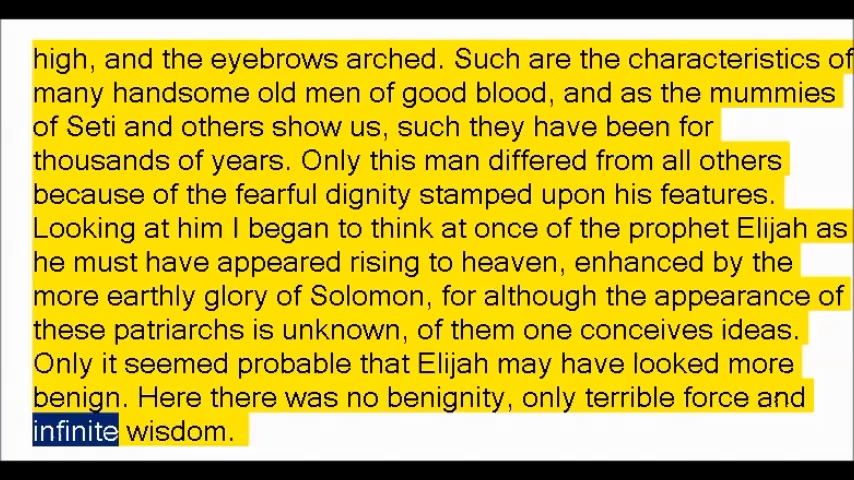 high, and the eyebrows arched. Such are the characteristics of
many handsome old men of good blood, and as the mummies
of Seti and others show us, such they have been for
thousands of years. Only this man differed from all others
because of the fearful dignity stamped upon his features.
Looking at him I began to think at once of the prophet Elijah as
he must have appeared rising to heaven, enhanced by the
more earthly glory of Solomon, for although the appearance of
these patriarchs is unknown, of them one conceives ideas.
Only it seemed probable that Elijah may have looked more
benign. Here there was no benignity, only terrible force and
infinite wisdom.